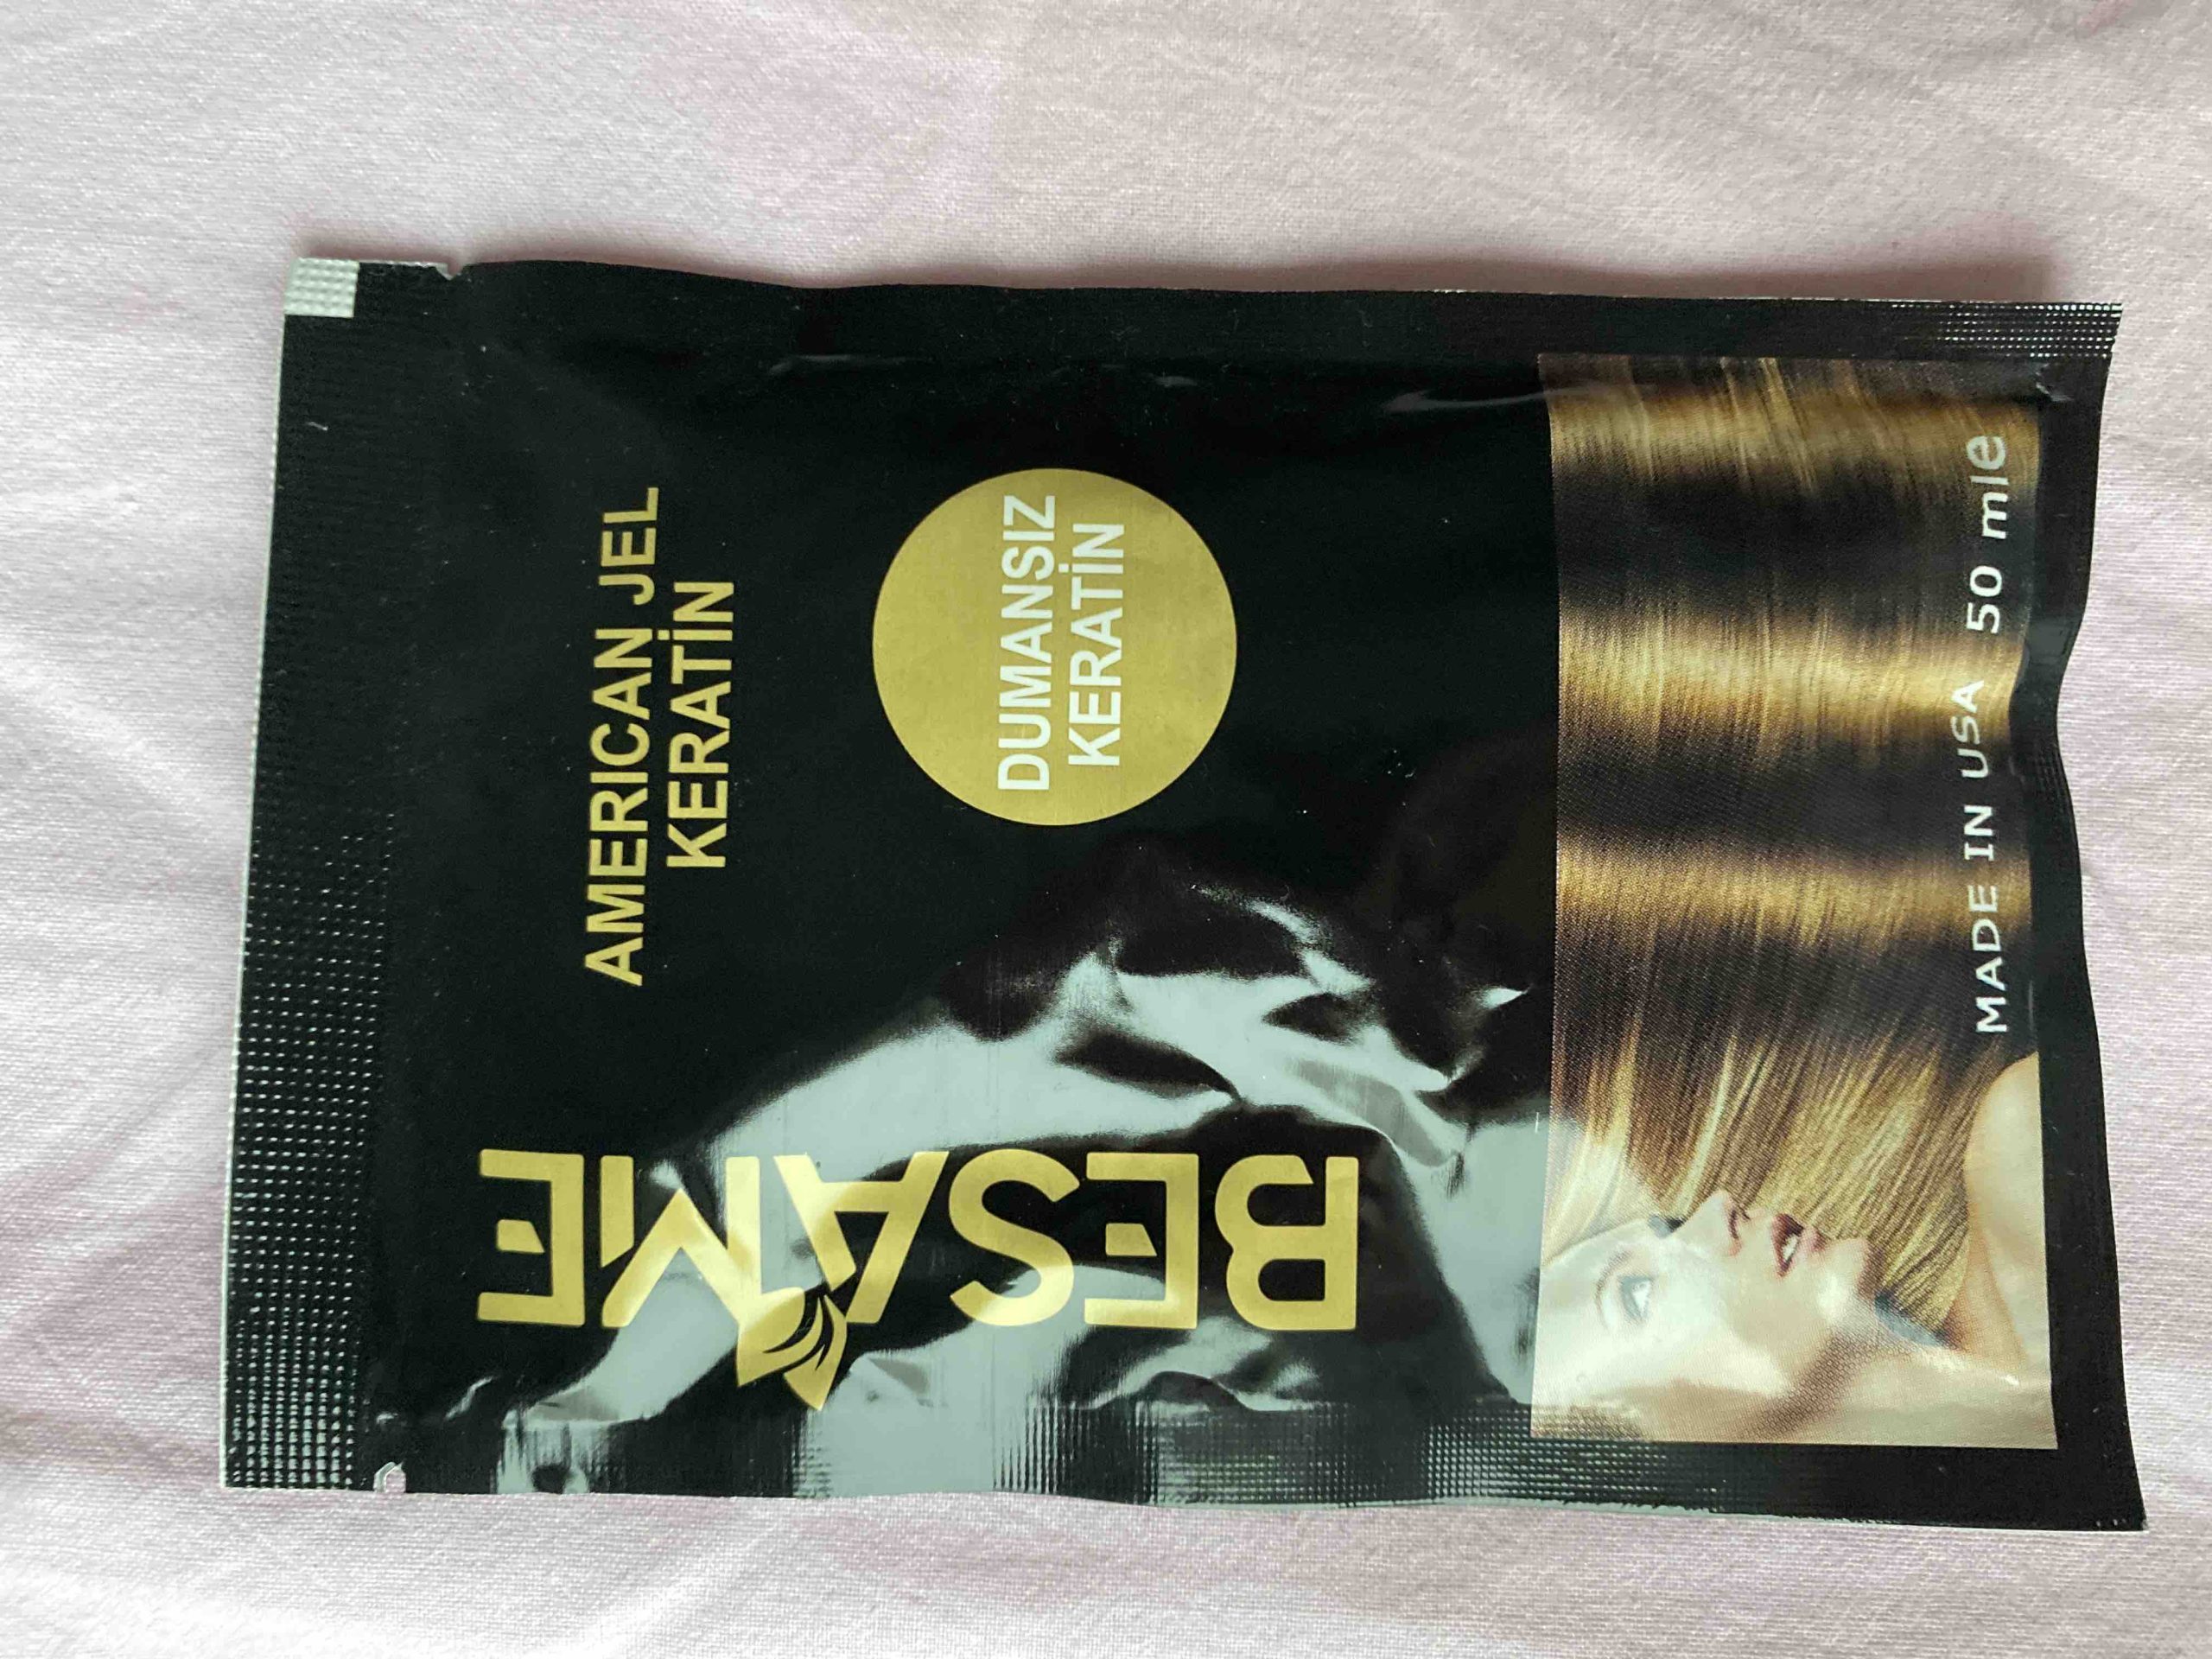 BESAME
AMERICAN JEL
KERATİN
DUMANSIZ
KERATİN
MADE IN USA 50 mle